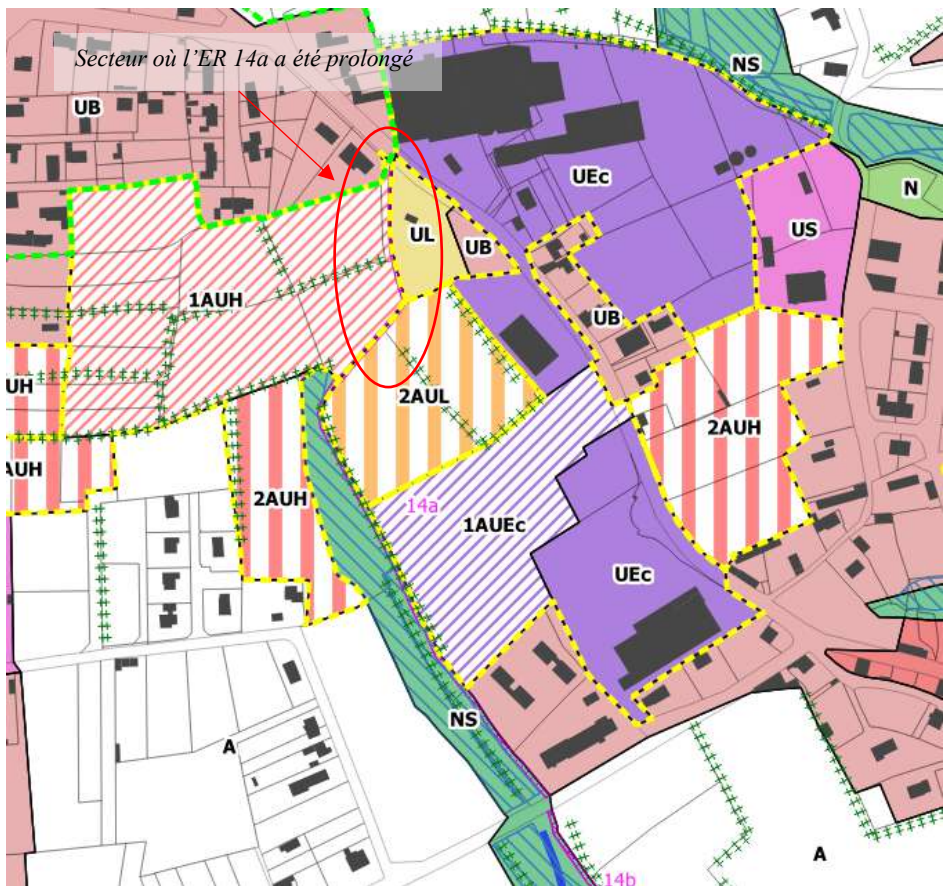 Secteur où l'ER 14a a été prolongé
NS
UB
UEc
N
US
UL
UB
1AUH
UB
UH
2AUL
2AUH
AUH
2AUH
14a
1AUEc
UEc
NS
A
A
14b